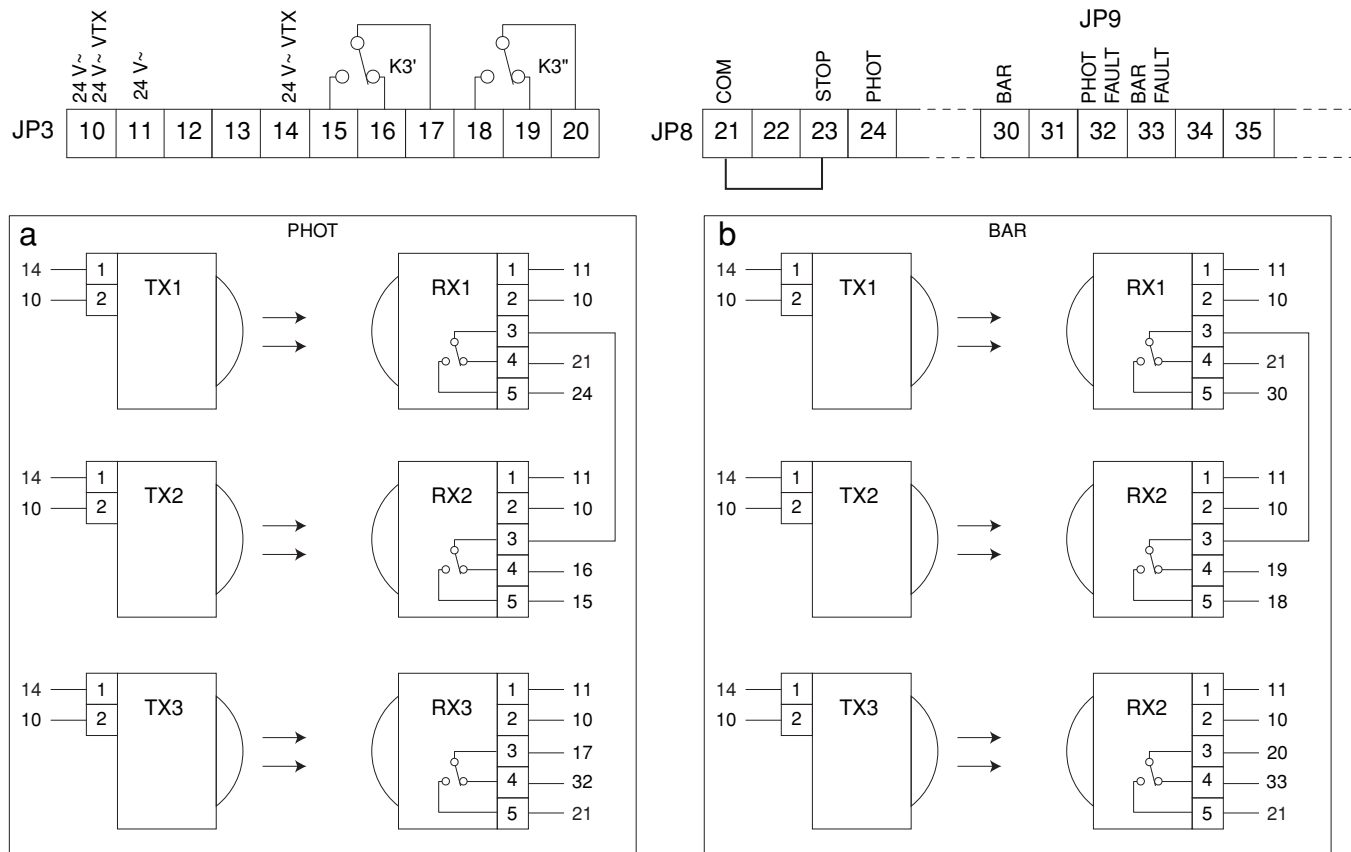 JP9
24 V~
24 V~ VTX
24 V~
24 V~ VTX
K3'
K3"
COM
STOP
PHOT
BAR
PHOT
FAULT
BAR
FAULT
JP3 10 11 12 13 14 15 16 17 18 19 20
JP8 21 22 23 24 30 31 32 33 34 35
a PHOT
14 1 TX1 RX1 1 11
10 2 2 10
3
4 21
5 24
14 1 TX2 RX2 1 11
10 2 2 10
3
4 16
5 15
14 1 TX3 RX3 1 11
10 2 2 10
3 17
4 32
5 21
b BAR
14 1 TX1 RX1 1 11
10 2 2 10
3
4 21
5 30
14 1 TX2 RX2 1 11
10 2 2 10
3
4 19
5 18
14 1 TX3 RX2 1 11
10 2 2 10
3 20
4 33
5 21